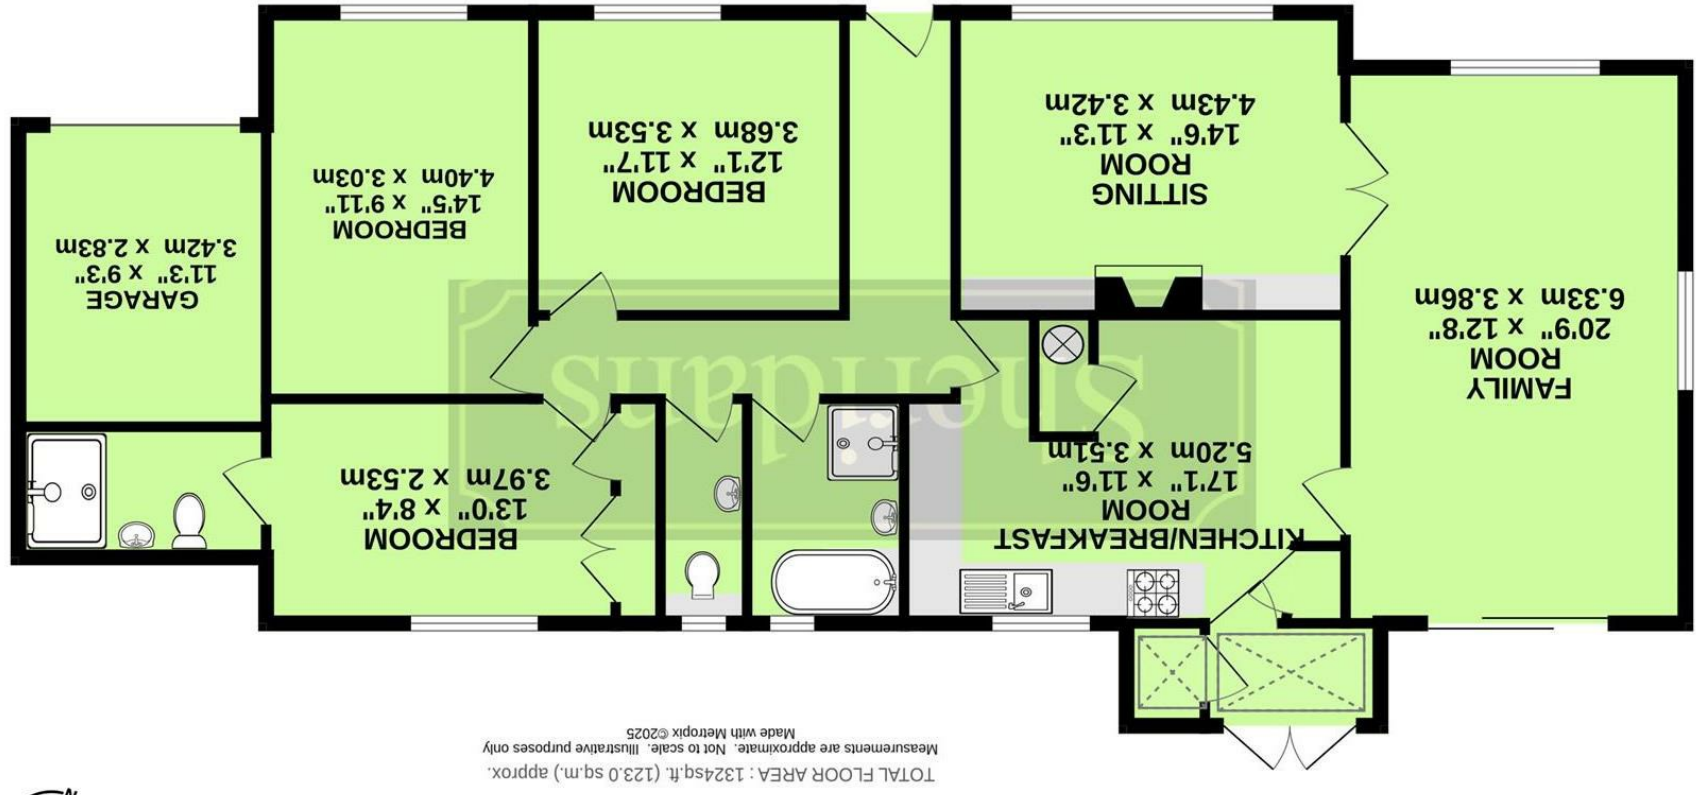 N
TOTAL FLOOR AREA : 1324sq.ft. (123.0 sq.m.) approx.
Measurements are approximate. Not to scale. Illustrative purposes only
Made with Metropix ©2025
KITCHEN/BREAKFAST
ROOM
17'1" x 11'6"
5.20m x 3.51m
BEDROOM
13'0" x 8'4"
3.97m x 2.53m
FAMILY
ROOM
20'9" x 12'8"
6.33m x 3.86m
sheridans
GARAGE
11'3" x 9'3"
3.42m x 2.83m
SITTING
ROOM
14'6" x 11'3"
4.43m x 3.42m
BEDROOM
12'1" x 11'7"
3.68m x 3.53m
BEDROOM
14'5" x 9'11"
4.40m x 3.03m